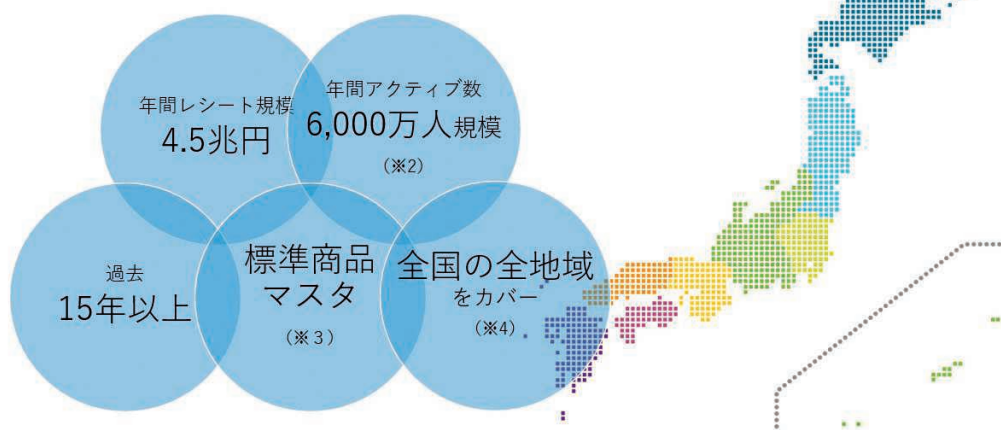 年間レシート規模
4.5兆円
年間アクティブ数
6,000万人規模
（※2）
過去
15年以上
標準商品
マスタ
（※３）
全国の全地域
をカバー
（※4）